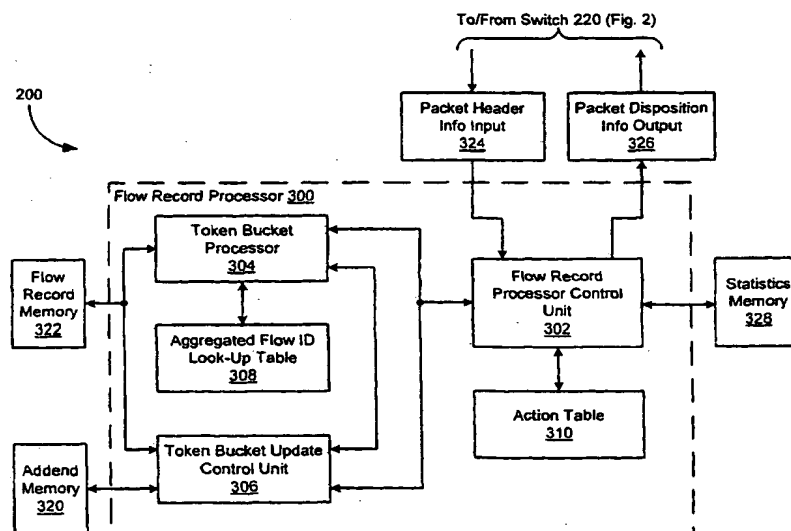 To/From Switch 220 (Fig. 2)
200
Packet Header
Info Input
324
Packet Disposition
Info Output
326
Flow Record Processor 300
Token Bucket
Processor
304
Flow
Record
Memory
322
Flow Record
Processor Control
Unit
302
Statistics
Memory
328
Aggregated Flow ID
Look-Up Table
308
Action Table
310
Token Bucket Update
Control Unit
306
Addend
Memory
320